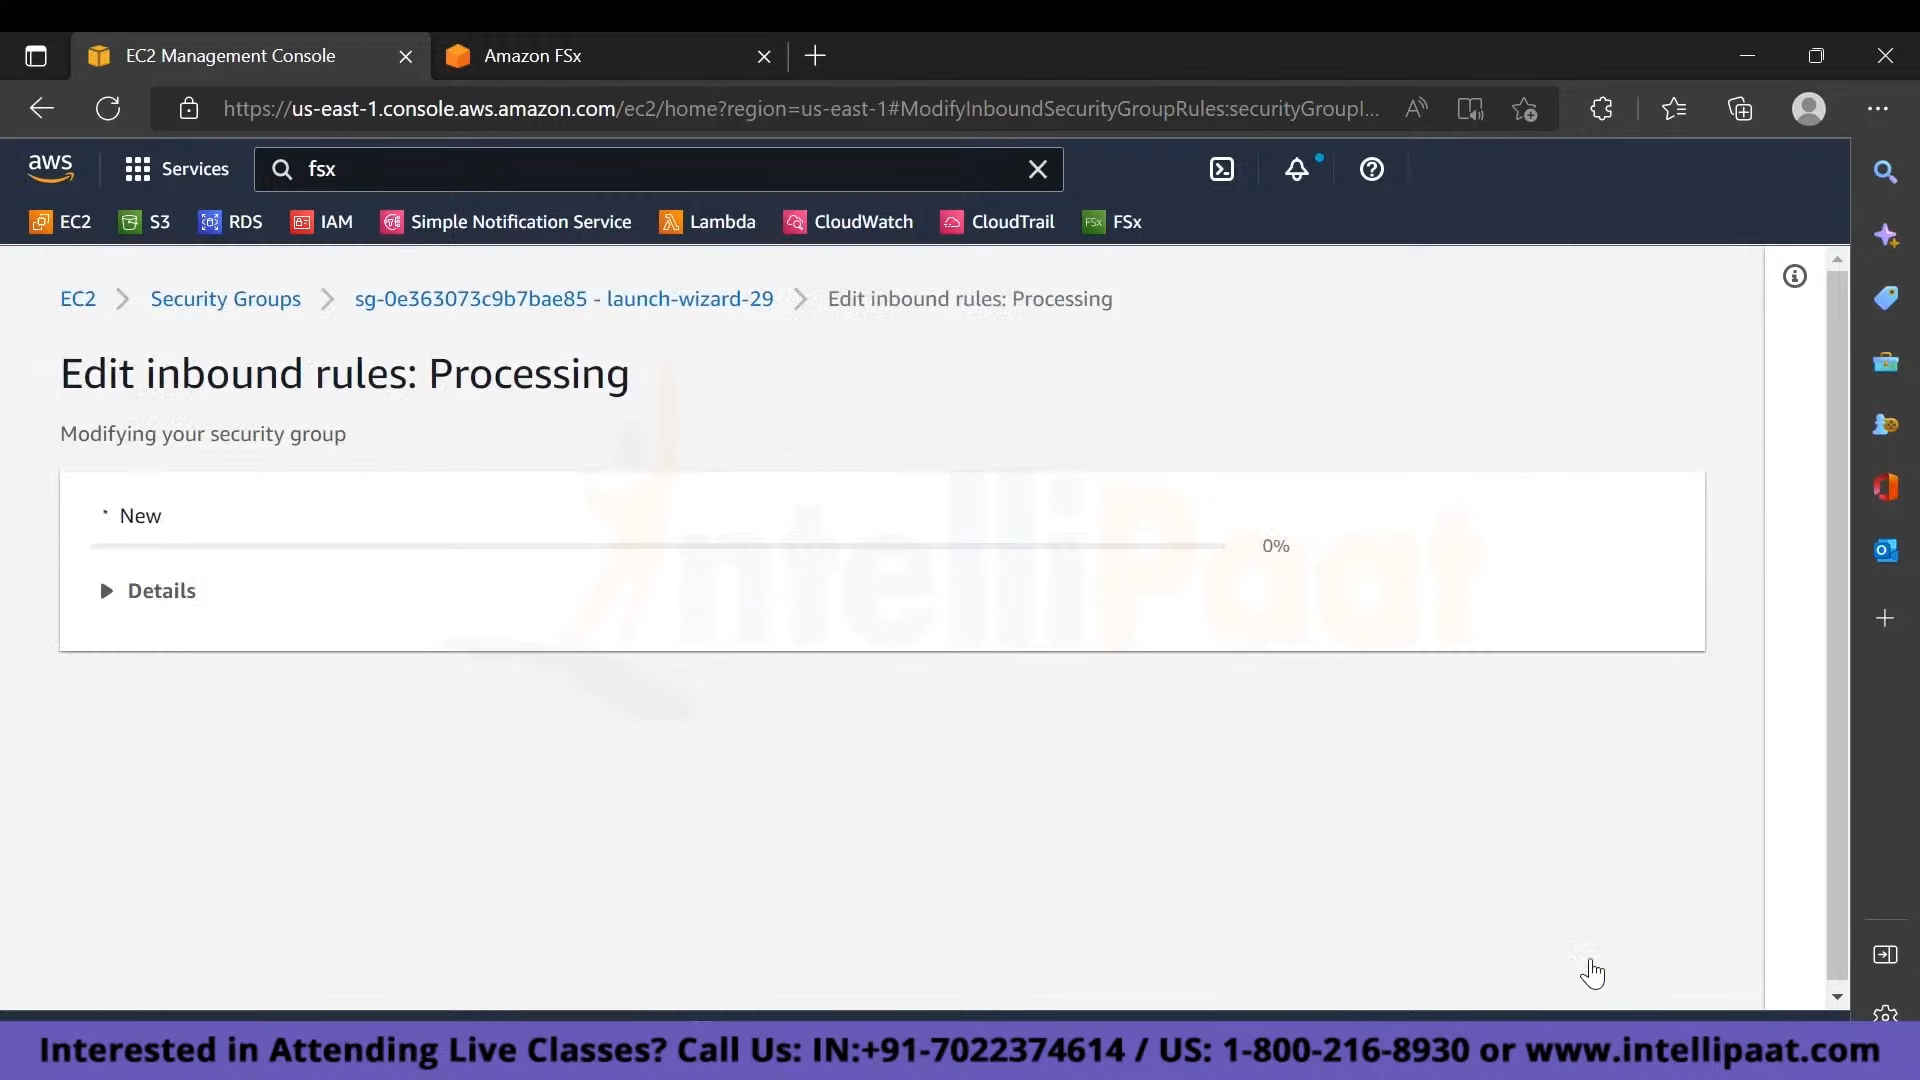 EC2 Management Console
Amazon FSx
https://us-east-1.console.aws.amazon.com/ec2/home?region=us-east-1#ModifyInboundSecurityGroupRules:securityGroupI...
aws
Services
fsx
EC2
S3
RDS
IAM
Simple Notification Service
Lambda
CloudWatch
CloudTrail
FSx
FSx
EC2
Security Groups
sg-0e363073c9b7bae85 - launch-wizard-29
Edit inbound rules: Processing
Edit inbound rules: Processing
Modifying your security group
New
0%
Details
intelliPaat
Interested in Attending Live Classes? Call Us: IN:+91-7022374614 / US: 1-800-216-8930 or www.intellipaat.com